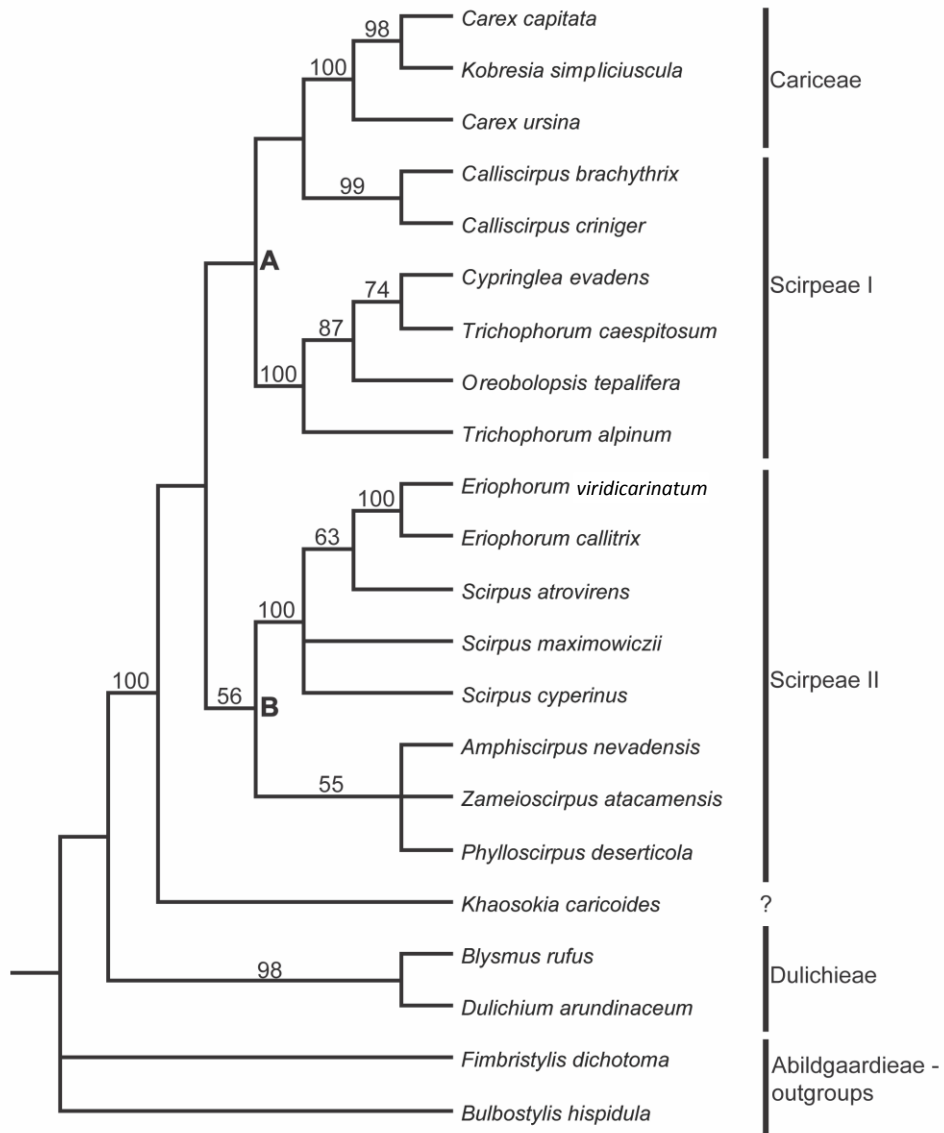 98
Carex capitata
Kobresia simpliciuscula
100
Cariceae
Carex ursina
Calliscirpus brachythrix
99
Calliscirpus criniger
A
Cypringlea evadens
74
Scirpeae I
Trichophorum caespitosum
87
Oreobolopsis tepalifera
100
Trichophorum alpinum
Eriophorum viridicarinatum
100
Eriophorum callitrix
63
Scirpus atrovirens
100
Scirpus maximowiczii
Scirpeae II
100
Scirpus cyperinus
56
B
Amphiscirpus nevadensis
55
Zameioscirpus atacamensis
Phylloscirpus deserticola
Khaosokia caricoides
?
Blysmus rufus
98
Dulichieae
Dulichium arundinaceum
Fimbristylis dichotoma
Abildgaardieae -
outgroups
Bulbostylis hispidula